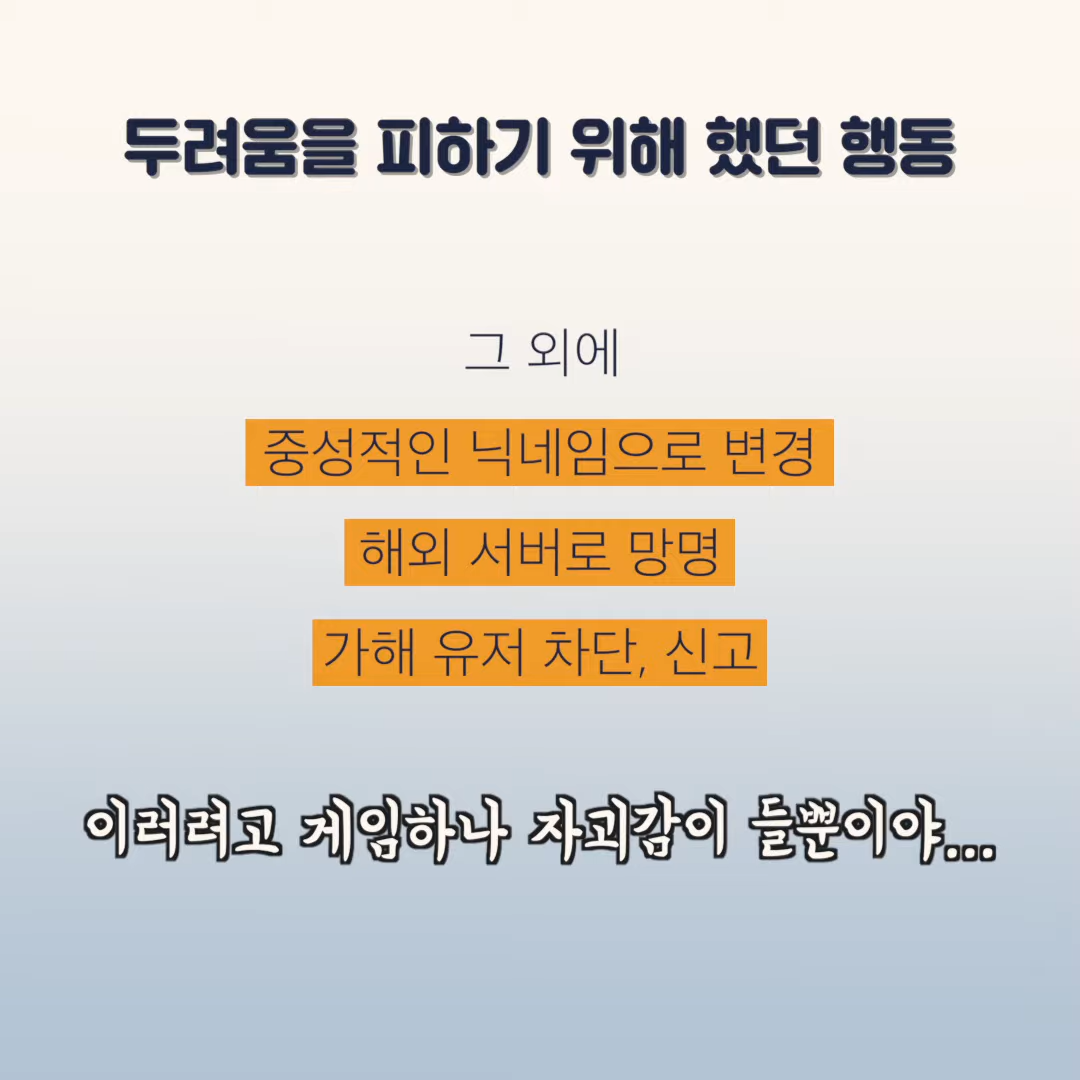 두려움을 피하기 위해 했던 행동
그 외에
중성적인 닉네임으로 변경
해외 서버로 망명
가해 유저 차단, 신고
이러려고 게임하나 자괴감이 들뿐이야...